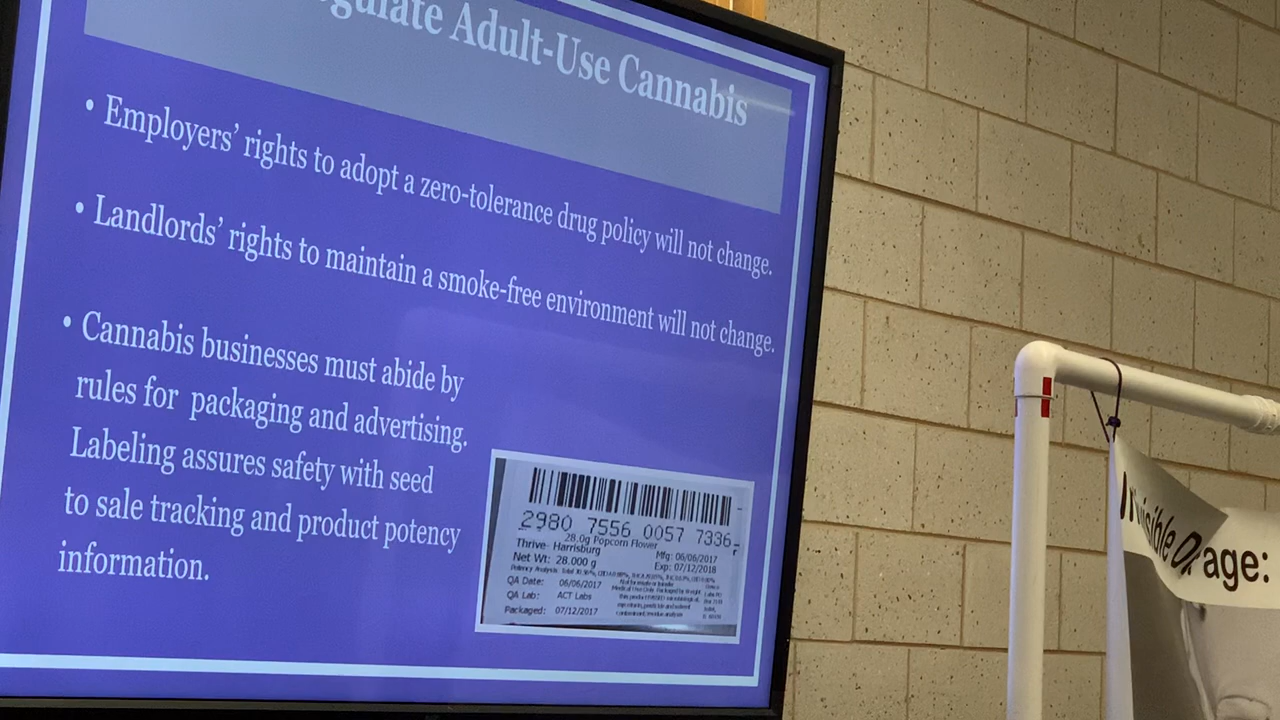 Adult-Use Cannabis
• Employers’ rights to adopt a zero-tolerance drug policy will not change.
• Landlords’ rights to maintain a smoke-free environment will not change.
• Cannabis businesses must abide by
rules for packaging and advertising.
Labeling assures safety with seed
to sale tracking and product potency
information.
2980 7556 0057 7336
28.0g Popcorn Flower
Thrive Harrisburg
Mfg: 06/06/2017
Net Wt: 28.000 g
Exp: 07/12/2018
QA Date: 06/06/2017
QA Lab: ACT Labs
Packaged: 07/12/2017
age: